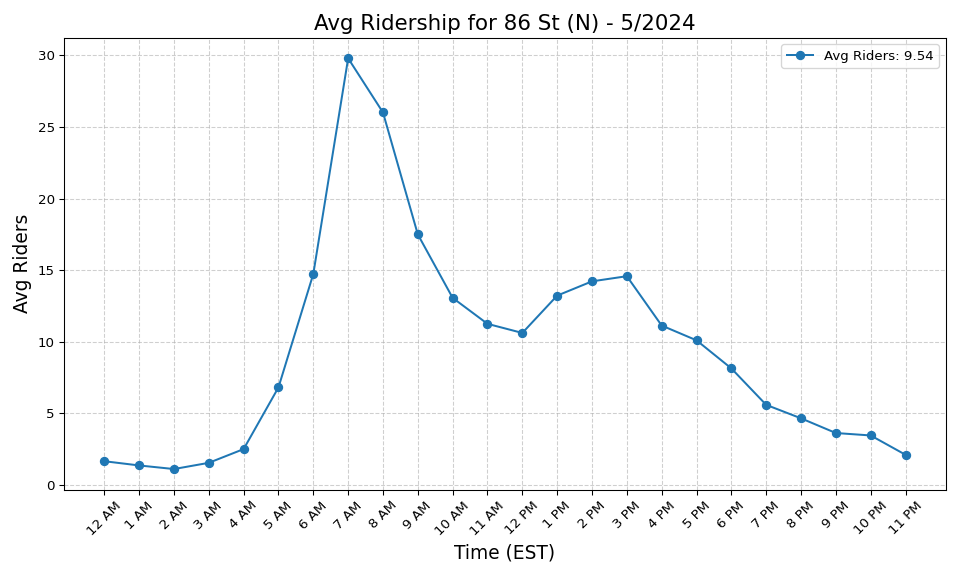 Avg Ridership for 86 St (N) - 5/2024
Avg Riders: 9.54
Avg Riders
30
25
20
15
10
5
0
12 AM
1 AM
2 AM
3 AM
4 AM
5 AM
6 AM
7 AM
8 AM
9 AM
10 AM
11 AM
12 PM
1 PM
2 PM
3 PM
4 PM
5 PM
6 PM
7 PM
8 PM
9 PM
10 PM
11 PM
Time (EST)